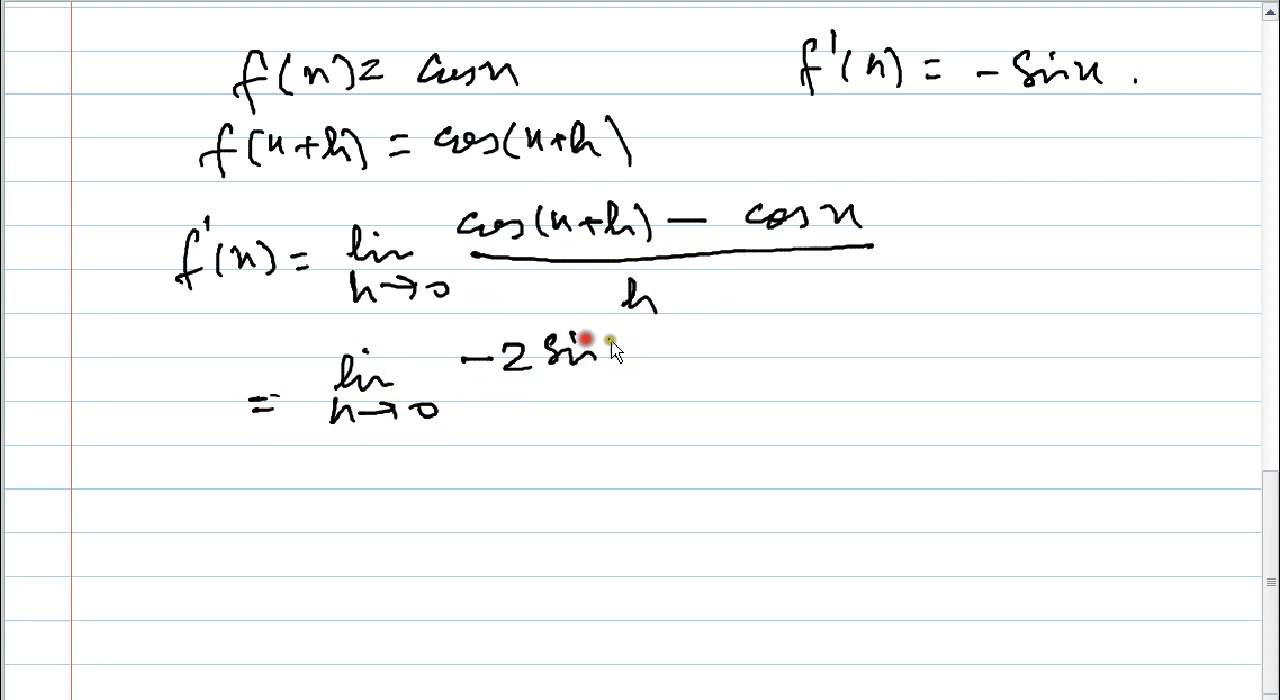 f(x) = cos x f'(x) = - sin x .
f(x+h) = cos(x+h)
f'(x) = lim h→0 cos(x+h) - cos x / h
= lim h→0 -2 sin